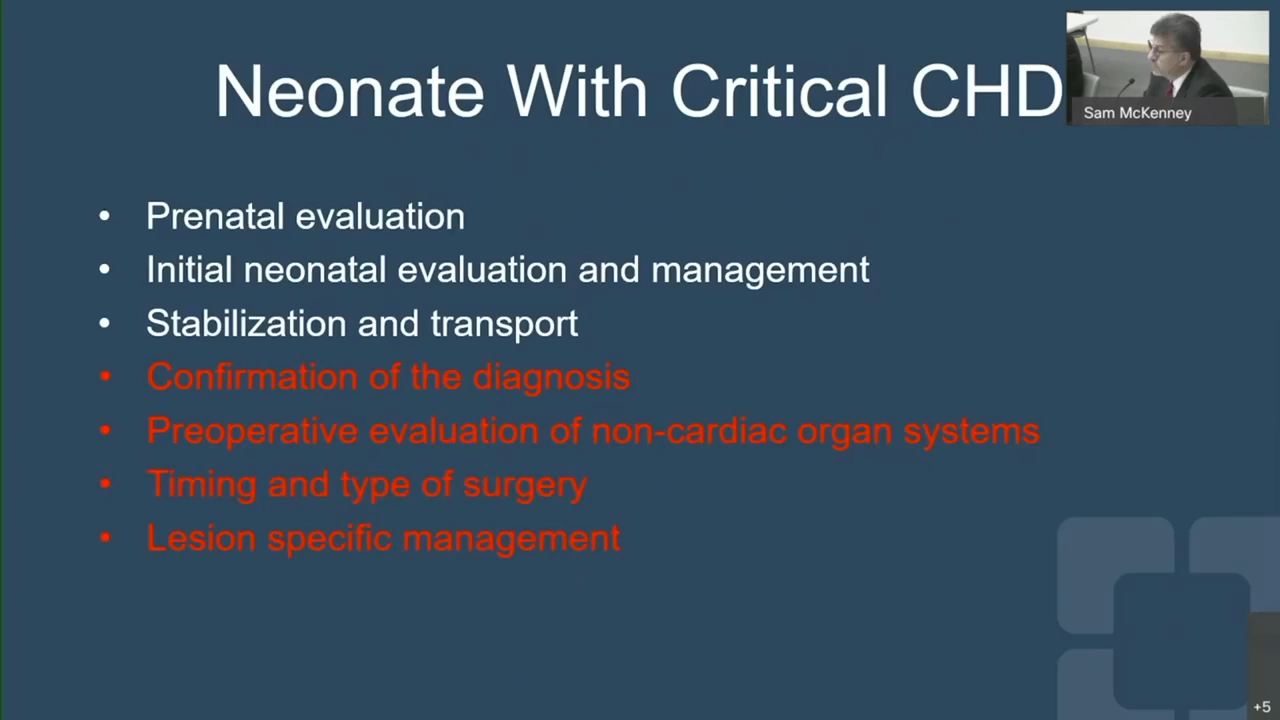 Neonate With Critical CHD
Sam McKenney
• Prenatal evaluation
• Initial neonatal evaluation and management
• Stabilization and transport
• Confirmation of the diagnosis
• Preoperative evaluation of non-cardiac organ systems
• Timing and type of surgery
• Lesion specific management
+5